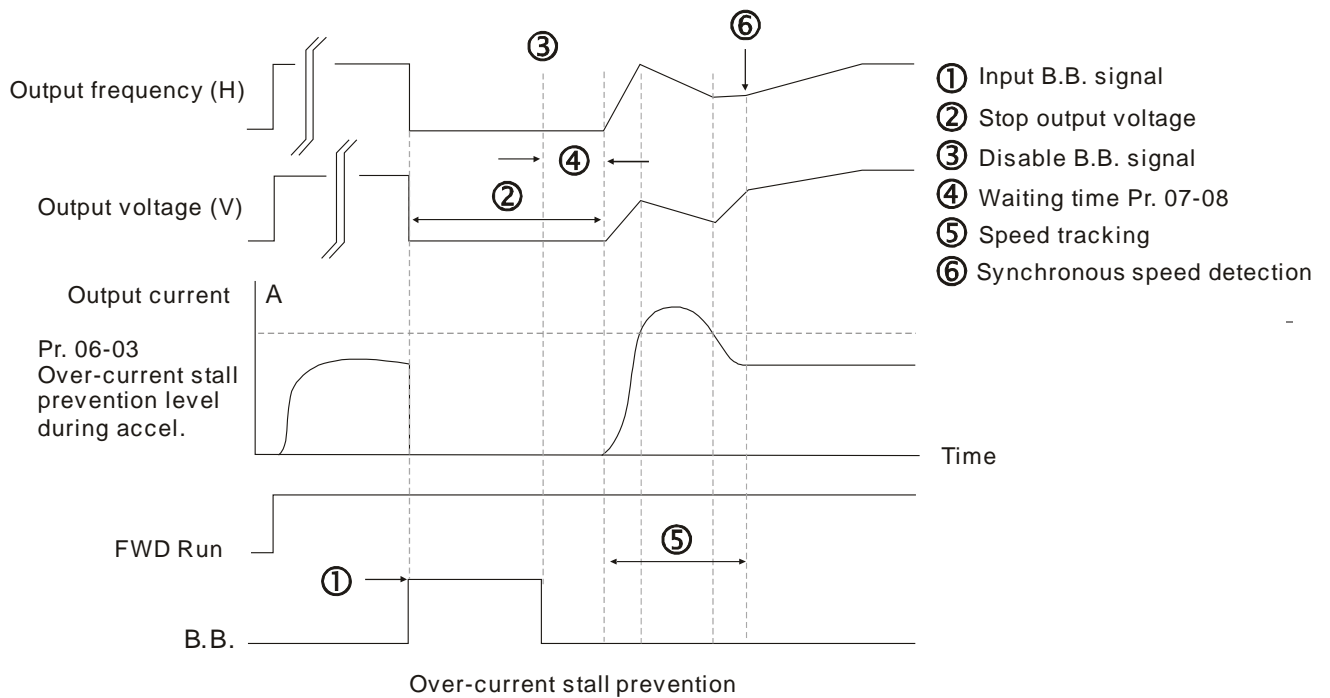 ⑥
③
Output frequency (H)
④
Output voltage (V)
②
① Input B.B. signal
② Stop output voltage
③ Disable B.B. signal
④ Waiting time Pr. 07-08
⑤ Speed tracking
⑥ Synchronous speed detection
Output current
A
Pr. 06-03
Over-current stall
prevention level
during accel.
Time
FWD Run
⑤
①
B.B.
Over-current stall prevention